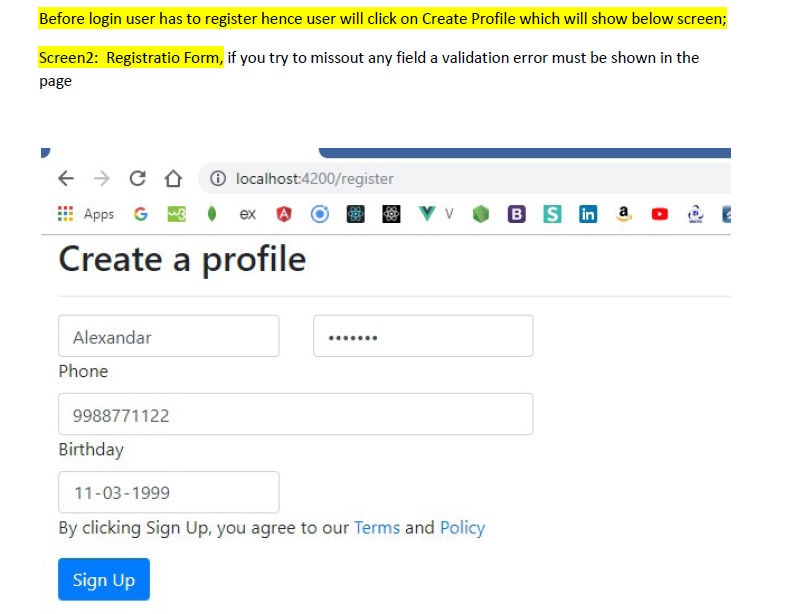 Before login user has to register hence user will click on Create Profile which will show below screen;
Screen2:  Registratio Form, if you try to missout any field a validation error must be shown in the
page
localhost:4200/register
Apps G w3 ex A V B S in a
Create a profile
Alexandar •••••••
Phone
9988771122
Birthday
11-03-1999
By clicking Sign Up, you agree to our Terms and Policy
Sign Up